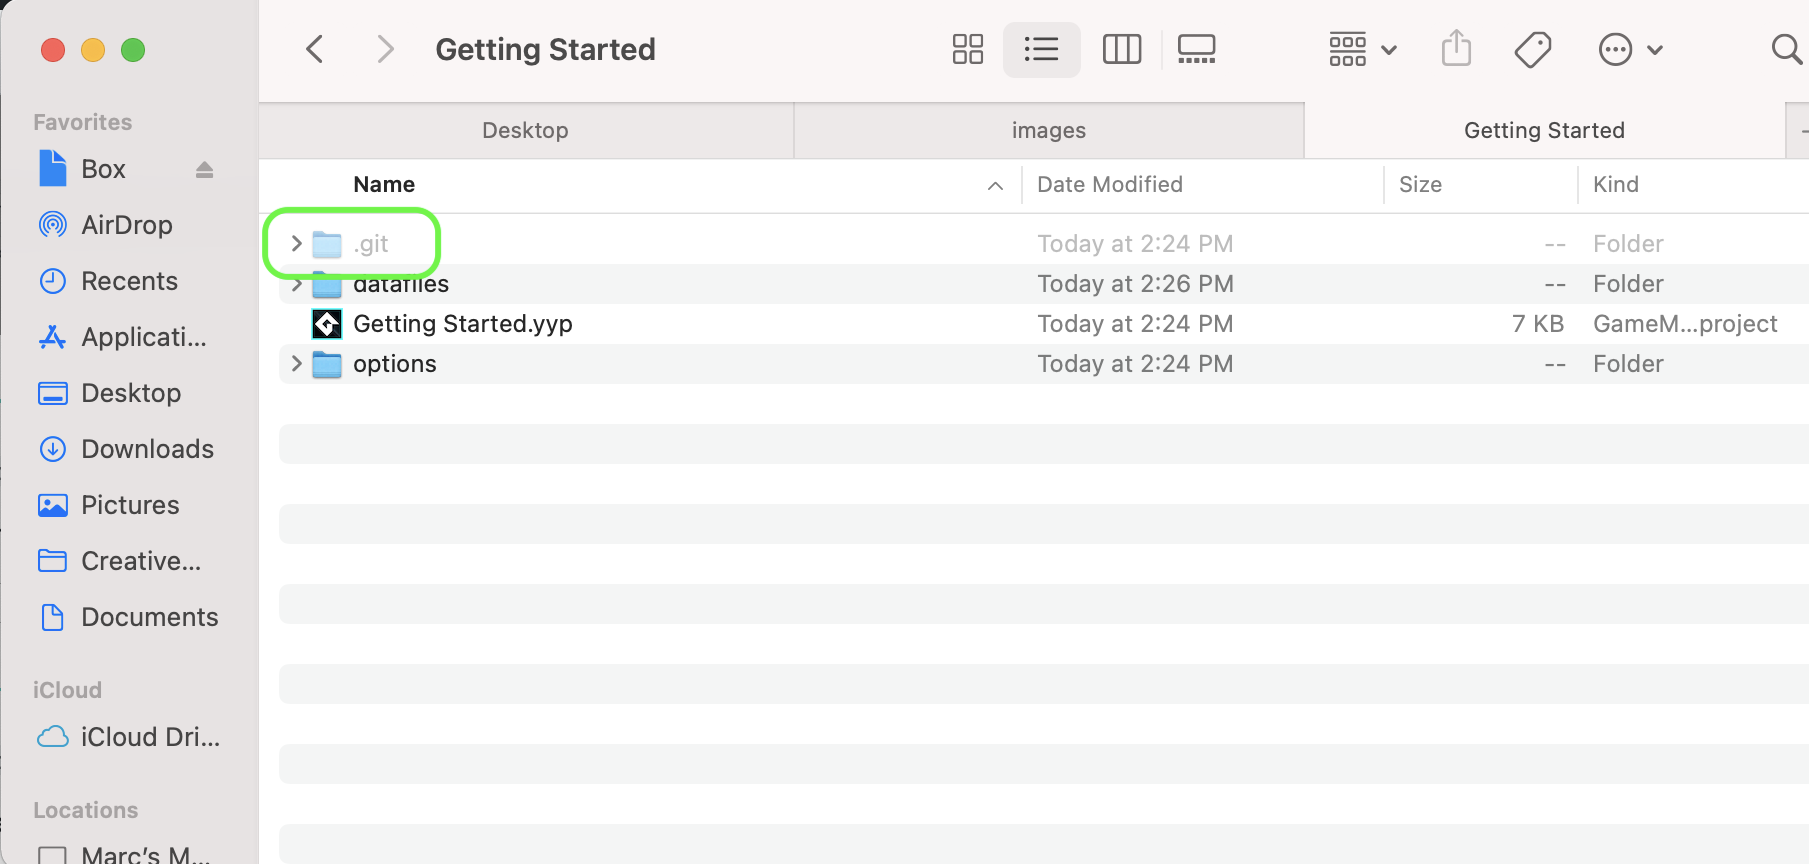 Getting Started
Favorites
Box
AirDrop
Recents
Applicati...
Desktop
Downloads
Pictures
Creative...
Documents
iCloud
iCloud Dri...
Locations
Marc’s M...
Desktop
images
Getting Started
Name
Date Modified
Size
Kind
.git
Today at 2:24 PM
--
Folder
datafiles
Today at 2:26 PM
--
Folder
Getting Started.yyp
Today at 2:24 PM
7 KB
GameM...project
options
Today at 2:24 PM
--
Folder